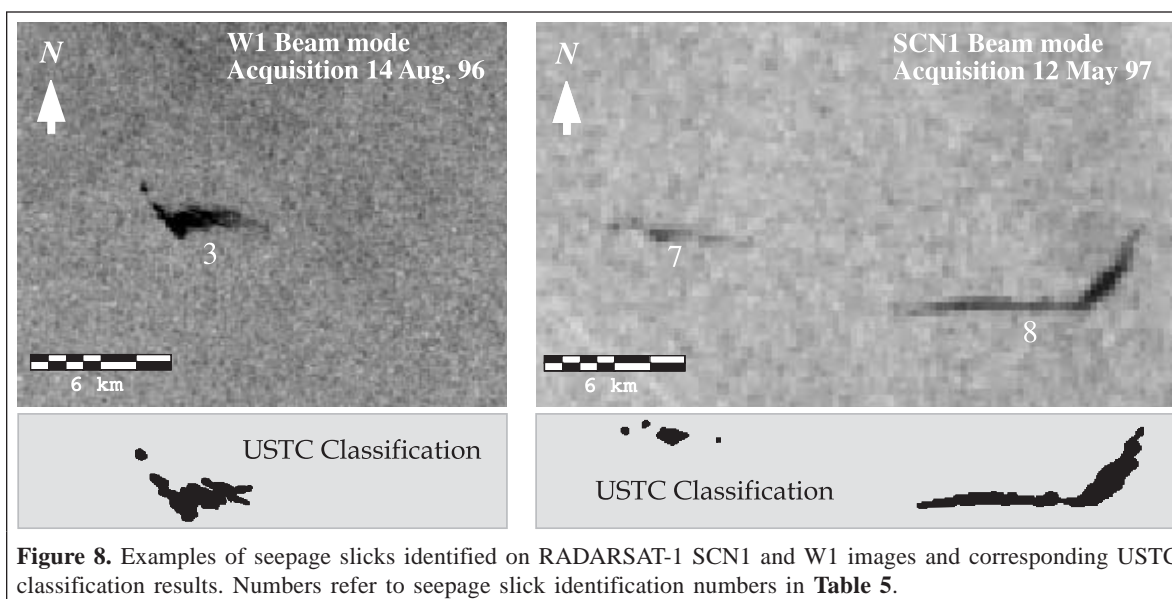 N
W1 Beam mode
Acquisition 14 Aug. 96
3
6 km
USTC Classification
N
SCN1 Beam mode
Acquisition 12 May 97
7
8
6 km
USTC Classification
Figure 8. Examples of seepage slicks identified on RADARSAT-1 SCN1 and W1 images and corresponding USTC
classification results. Numbers refer to seepage slick identification numbers in Table 5.